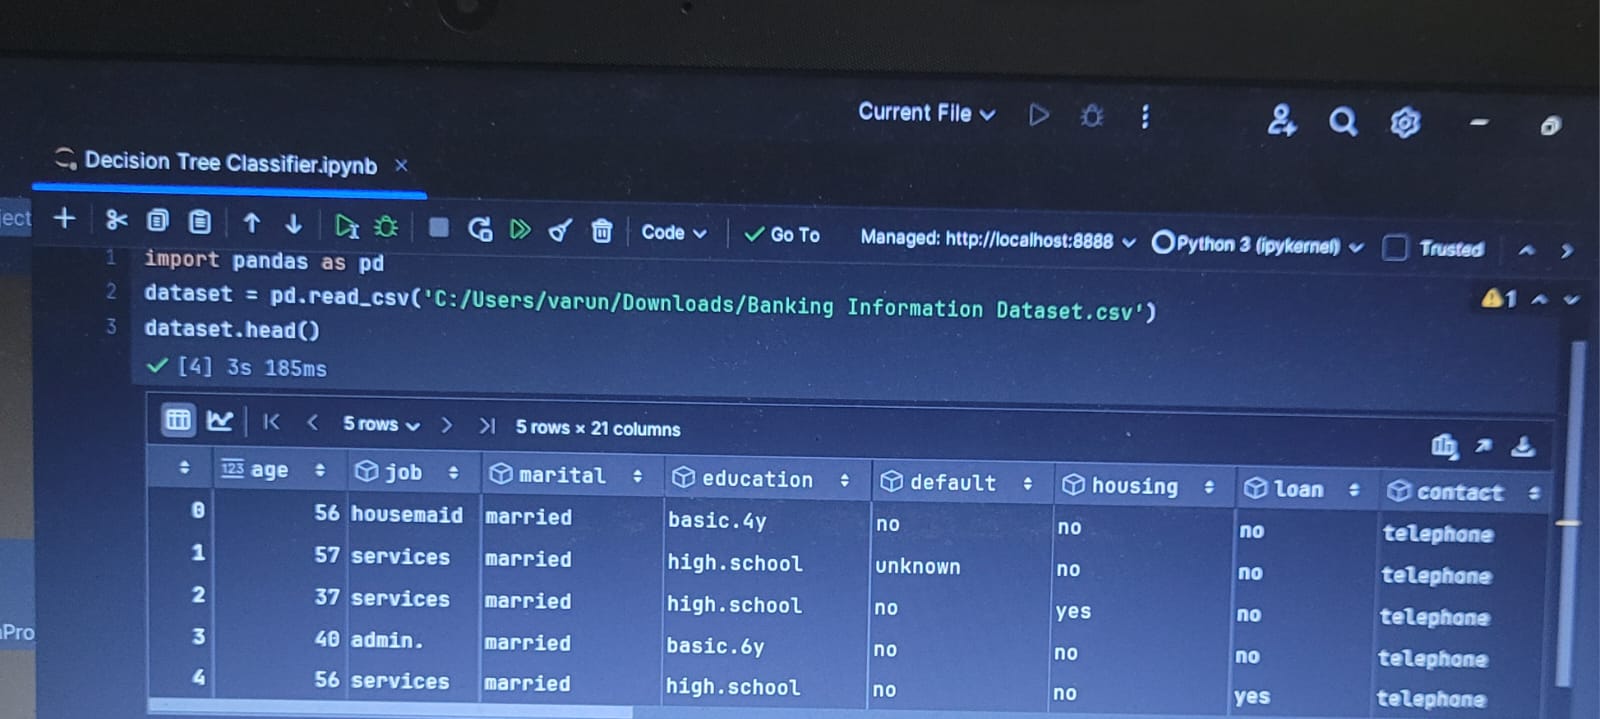 Current File
Decision Tree Classifier.ipynb
ject
Code
Go To
Managed: http://localhost:8888
Python 3 (ipykernel)
Trusted
1 import pandas as pd
2 dataset = pd.read_csv('C:/Users/varun/Downloads/Banking Information Dataset.csv')
1
3 dataset.head()
[4] 3s 185ms
5 rows
5 rows × 21 columns
123 age job marital education default housing loan contact
0 56 housemaid married basic.4y no no no telephone
1 57 services married high.school unknown no no telephone
2 37 services married high.school no yes no telephone
Pro
3 40 admin. married basic.6y no no no telephone
4 56 services married high.school no no yes telephone